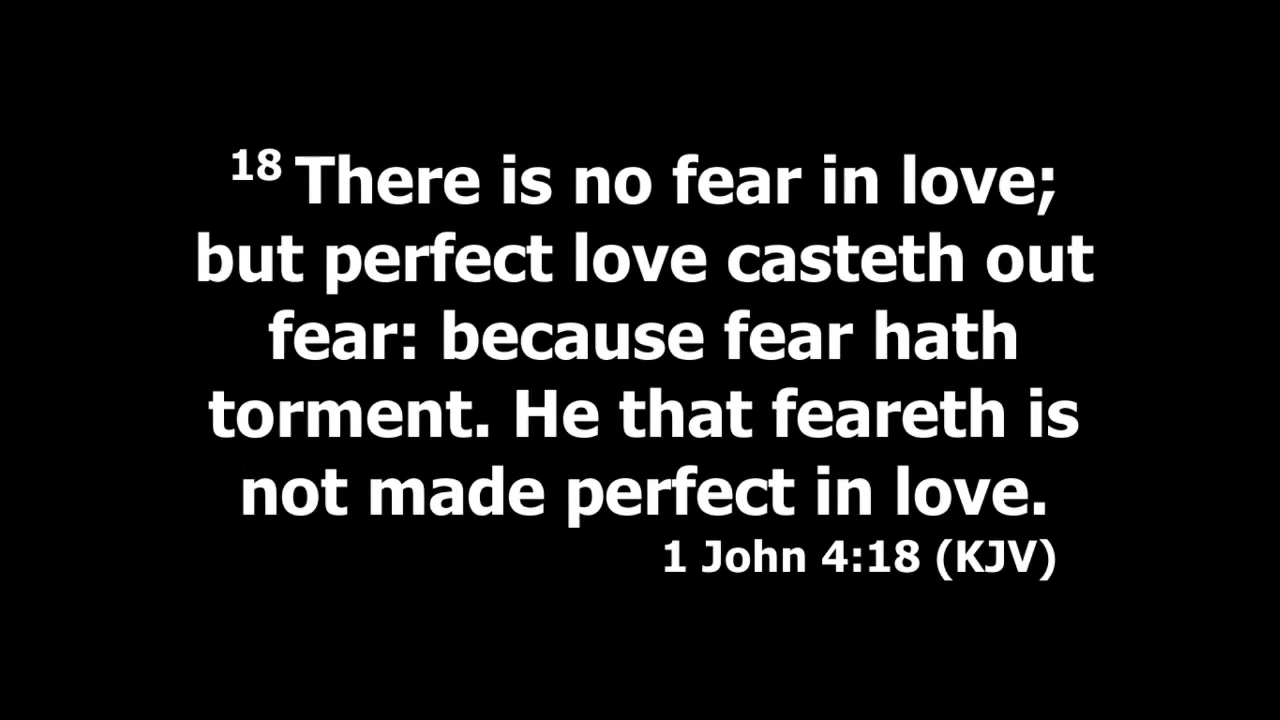 18 There is no fear in love;
but perfect love casteth out
fear: because fear hath
torment. He that feareth is
not made perfect in love.
1 John 4:18 (KJV)